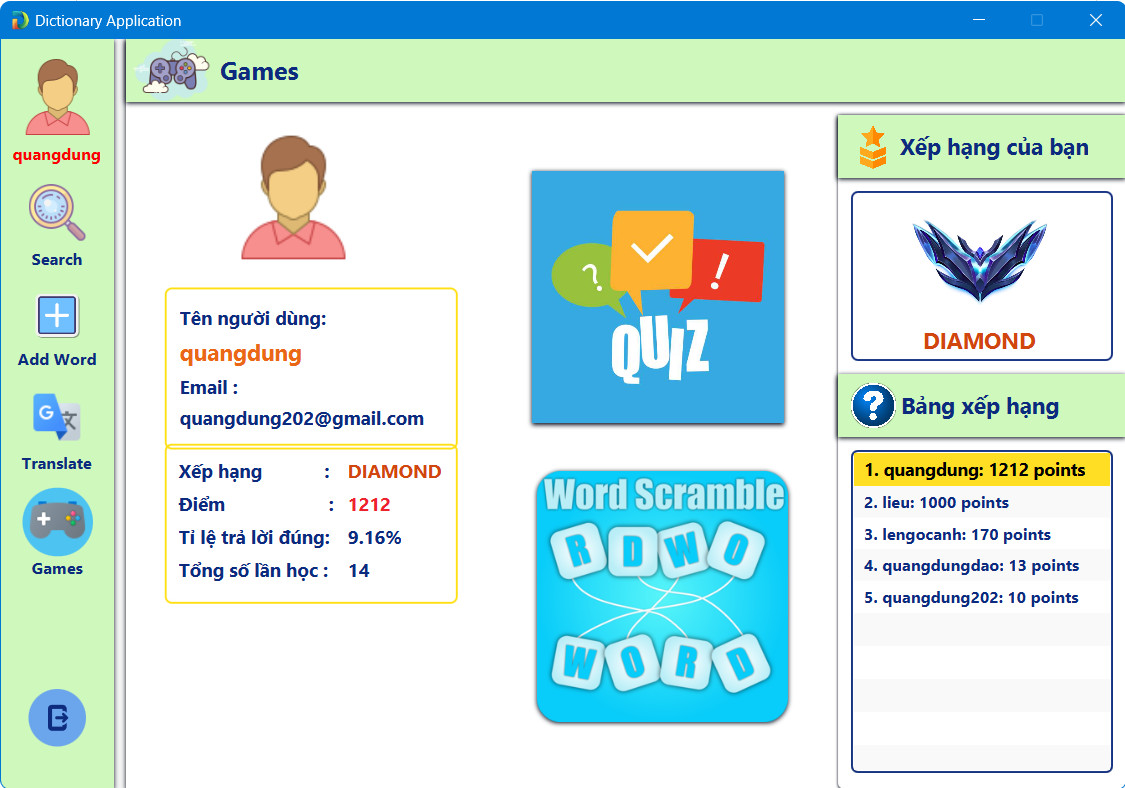 Dictionary Application
Games
quangdung
Search
Add Word
Translate
Games
Tên người dùng:
quangdung
Email :
quangdung202@gmail.com
Xếp hạng : DIAMOND
Điểm : 1212
Tỉ lệ trả lời đúng: 9.16%
Tổng số lần học : 14
? ✓ !
QUIZ
Word Scramble
R D W O
W O R D
Xếp hạng của bạn
DIAMOND
? Bảng xếp hạng
1. quangdung: 1212 points
2. lieu: 1000 points
3. lengocanh: 170 points
4. quangdungdao: 13 points
5. quangdung202: 10 points
G 文